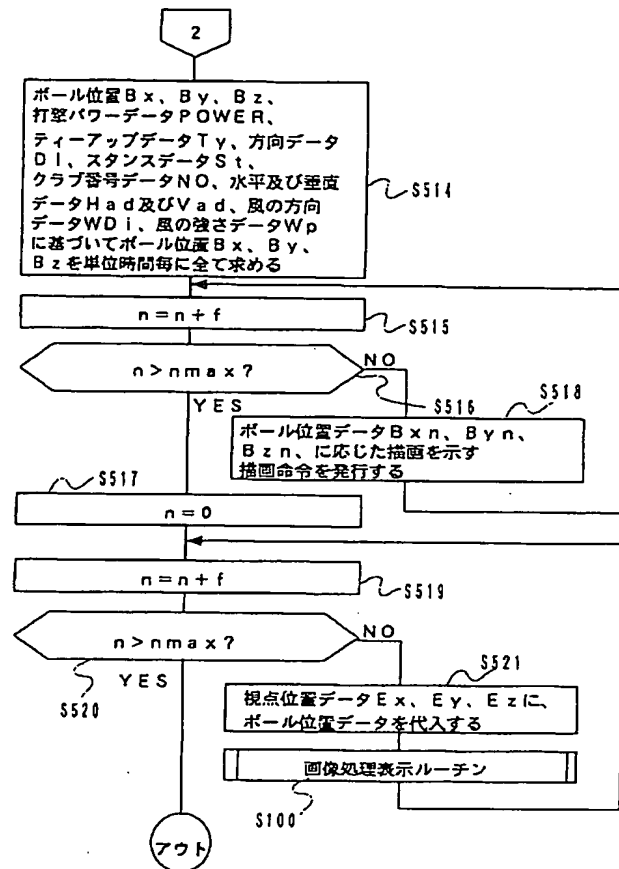 2
ボール位置Bx、By、Bz、
打撃パワーデータPOWER、
ティーアップデータTy、方向データ
DI、スタンスデータSt、
クラブ番号データNO、水平及び垂直
データHad及びVad、風の方向
データWDi、風の強さデータWp
に基づいてボール位置Bx、By、
Bzを単位時間毎に全て求める
S514
n=n+f
S515
n>nmax?
NO
S516
YES
S518
ボール位置データBxn、Byn、
Bzn、に応じた描画を示す
描画命令を発行する
S517
n=0
n=n+f
S519
n>nmax?
NO
YES
S520
S521
視点位置データEx、Ey、Ezに、
ボール位置データを代入する
画像処理表示ルーチン
S100
アウト